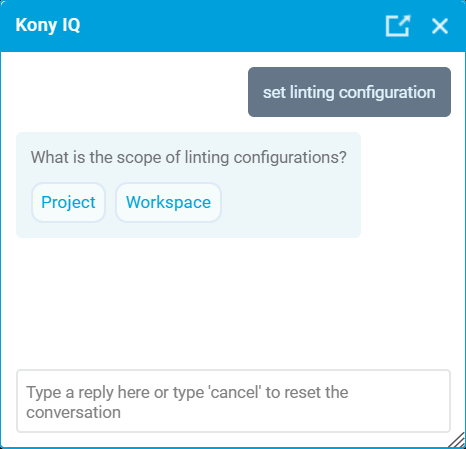 Kony IQ
set linting configuration
What is the scope of linting configurations?
Project
Workspace
Type a reply here or type 'cancel' to reset the
conversation